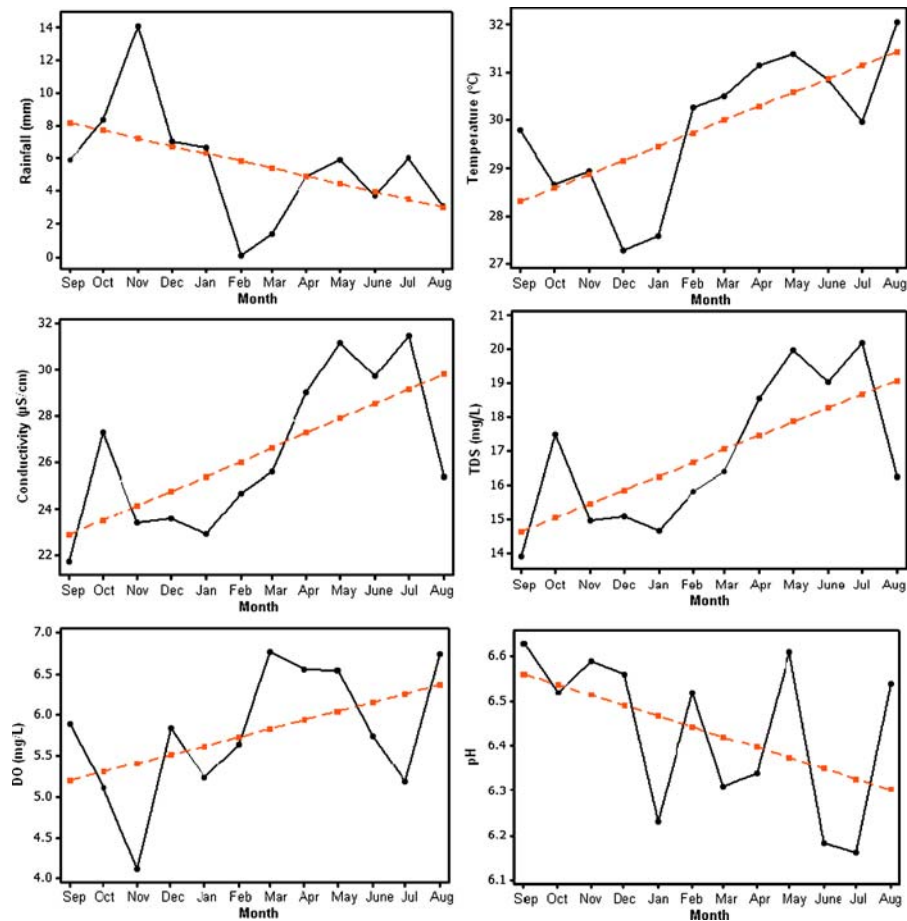 Rainfall (mm)
14
12
10
8
6
4
2
0
Sep Oct Nov Dec Jan Feb Mar Apr May June Jul Aug
Month
Temperature (°C)
32
31
30
29
28
27
Sep Oct Nov Dec Jan Feb Mar Apr May June Jul Aug
Month
Conductivity (µS/cm)
32
30
28
26
24
22
Sep Oct Nov Dec Jan Feb Mar Apr May June Jul Aug
Month
TDS (mg/L)
21
20
19
18
17
16
15
14
Sep Oct Nov Dec Jan Feb Mar Apr May June Jul Aug
Month
DO (mg/L)
7.0
6.5
6.0
5.5
5.0
4.5
4.0
Sep Oct Nov Dec Jan Feb Mar Apr May June Jul Aug
Month
pH
6.6
6.5
6.4
6.3
6.2
6.1
Sep Oct Nov Dec Jan Feb Mar Apr May June Jul Aug
Month